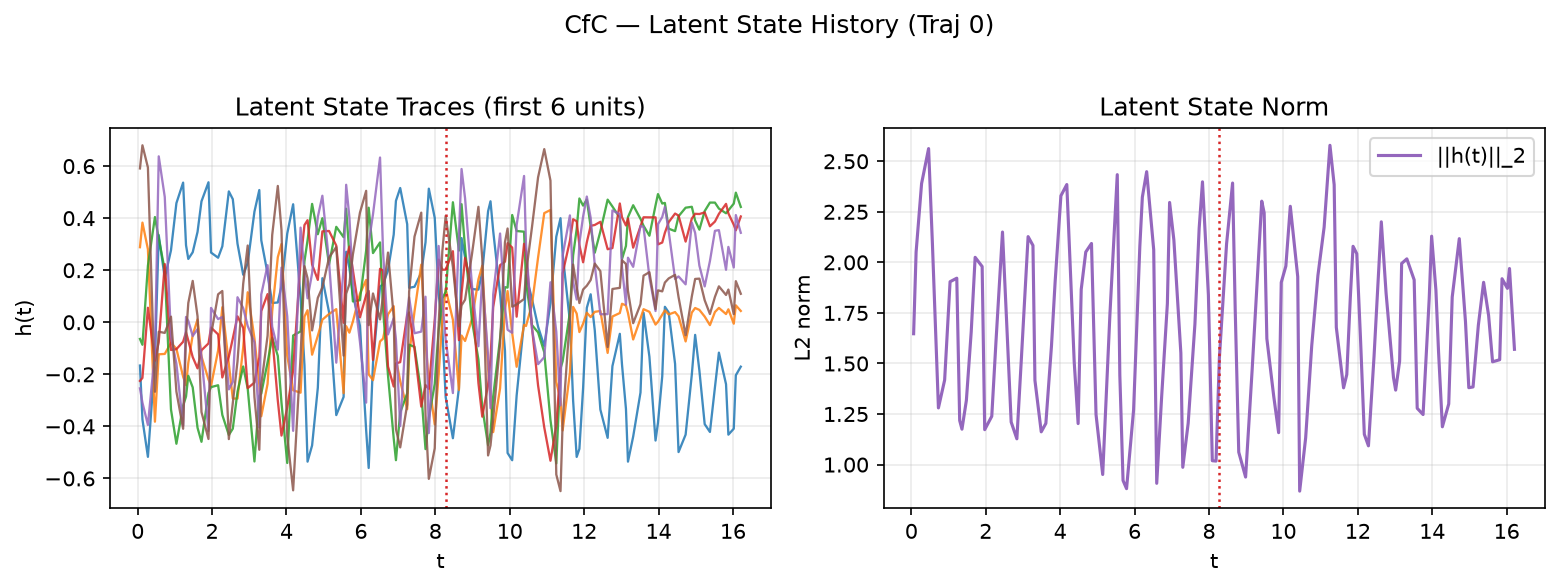 CfC — Latent State History (Traj 0)
Latent State Traces (first 6 units)
h(t)
0.6
0.4
0.2
0.0
−0.2
−0.4
−0.6
0 2 4 6 8 10 12 14 16
t
Latent State Norm
||h(t)||_2
L2 norm
2.50
2.25
2.00
1.75
1.50
1.25
1.00
0 2 4 6 8 10 12 14 16
t